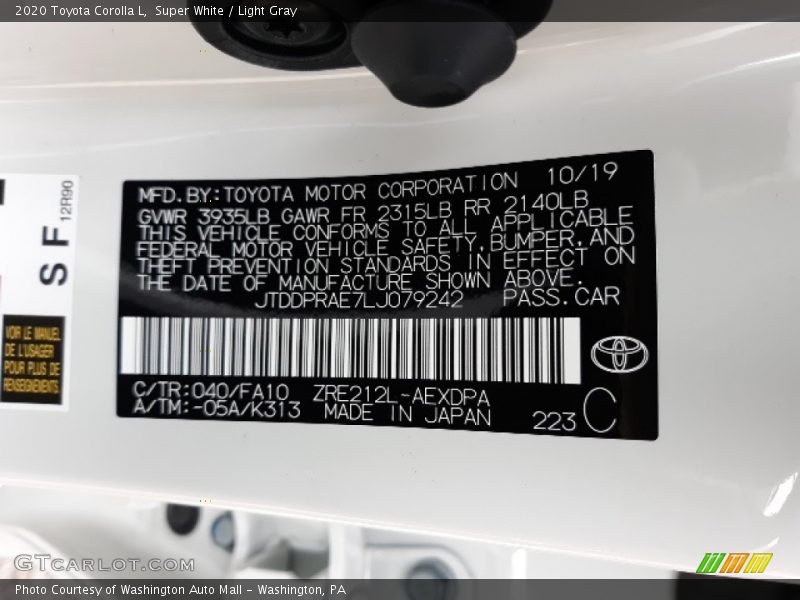 2020 Toyota Corolla L,  Super White / Light Gray
MFD.BY:TOYOTA MOTOR CORPORATION 10/19
GVWR 3935LB GAWR FR 2315LB RR 2140LB
THIS VEHICLE CONFORMS TO ALL APPLICABLE
FEDERAL MOTOR VEHICLE SAFETY,BUMPER,AND
THEFT PREVENTION STANDARDS IN EFFECT ON
THE DATE OF MANUFACTURE SHOWN ABOVE.
JTDDPRAE7LJ079242 PASS.CAR
C/TR:040/FA10 ZRE212L-AEXDPA
A/TM:-05A/K313 MADE IN JAPAN 223 C
S F
12R90
VOIR LE MANUEL
DE L'USAGER
POUR PLUS DE
RENSEIGNEMENTS
GTCARLOT.COM
Photo Courtesy of Washington Auto Mall - Washington, PA